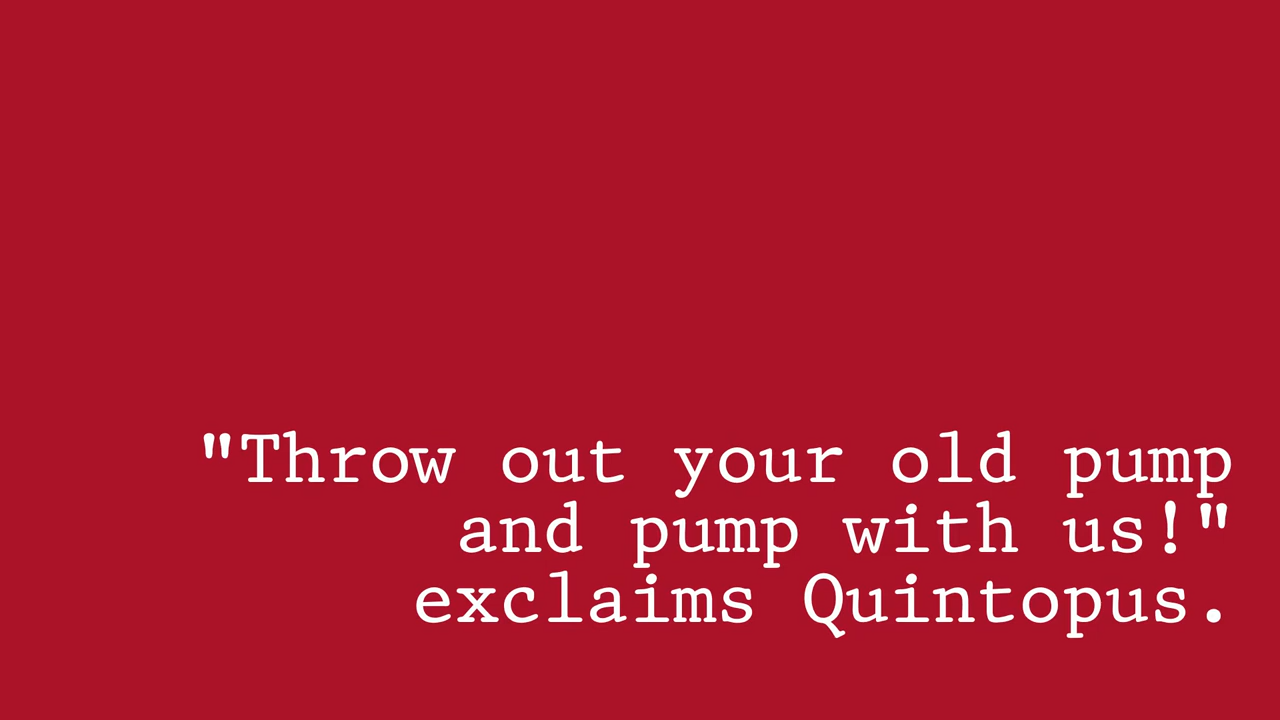 "Throw out your old pump
and pump with us!"
exclaims Quintopus.